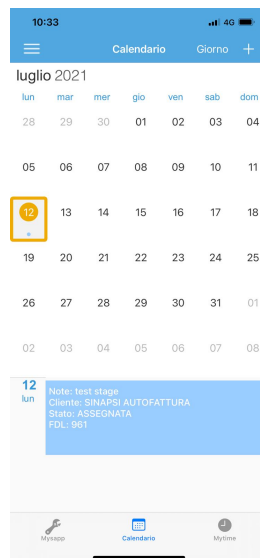 10:33
4G
Calendario Giorno
luglio 2021
lun mar mer gio ven sab dom
28 29 30 01 02 03 04
05 06 07 08 09 10 11
12 13 14 15 16 17 18
19 20 21 22 23 24 25
26 27 28 29 30 31 01
02 03 04 05 06 07 08
12
lun
Note: test stage
Cliente: SINAPSI AUTOFATTURA
Stato: ASSEGNATA
FDL: 961
Mysapp Calendario Mytime